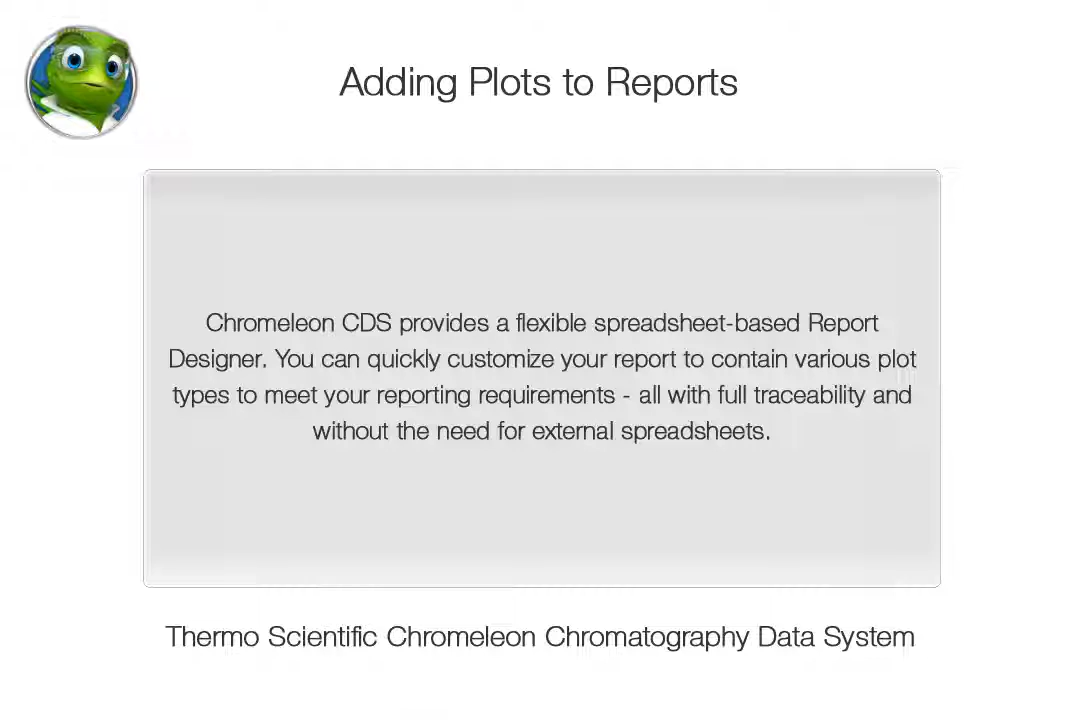 Adding Plots to Reports
Chromeleon CDS provides a flexible spreadsheet-based Report
Designer. You can quickly customize your report to contain various plot
types to meet your reporting requirements - all with full traceability and
without the need for external spreadsheets.
Thermo Scientific Chromeleon Chromatography Data System